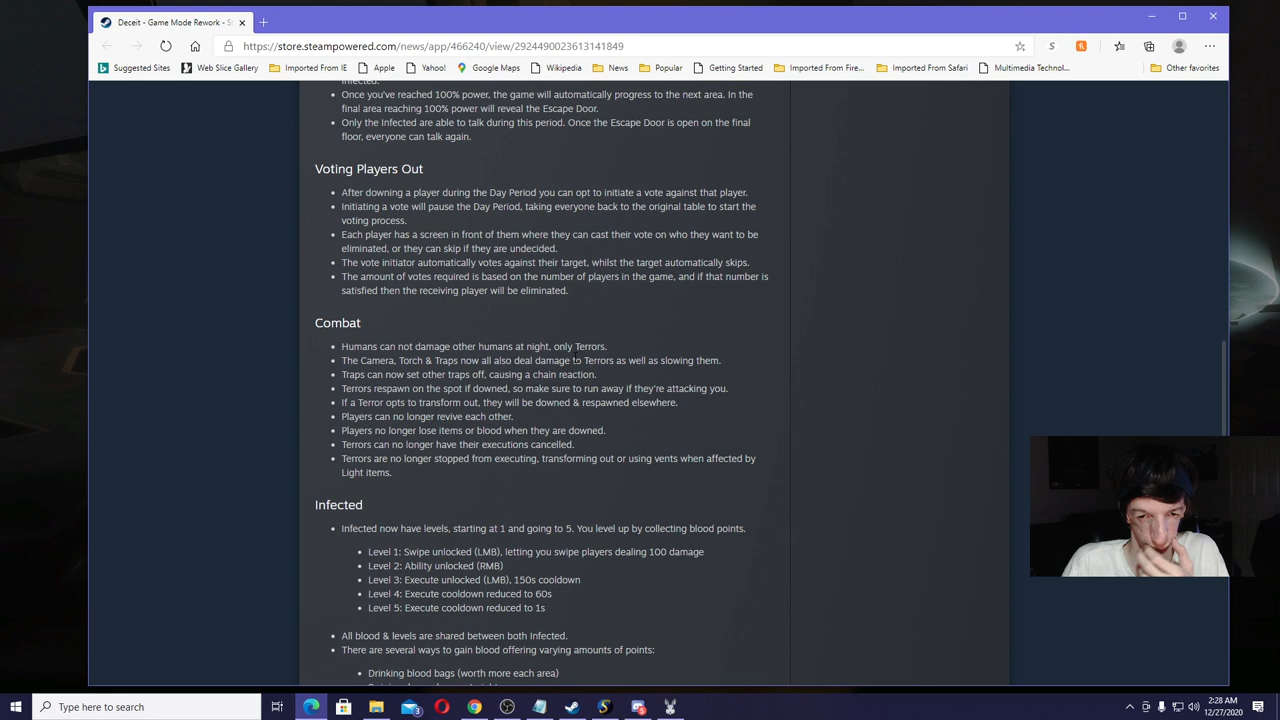 Deceit - Game Mode Rework - St
https://store.steampowered.com/news/app/466240/view/2924490023613141849
Suggested Sites Web Slice Gallery Importado From IE Apple Yahoo! Google Maps Wikipedia News Popular Getting Started Imported From Fire... Imported From Safari Multimedia Technol... Other favorites
Infected.
Once you've reached 100% power, the game will automatically progress to the next area. In the
final area reaching 100% power will reveal the Escape Door.
Only the Infected are able to talk during this period. Once the Escape Door is open on the final
floor, everyone can talk again.
Voting Players Out
After downing a player during the Day Period you can opt to initiate a vote against that player.
Initiating a vote will pause the Day Period, taking everyone back to the original table to start the
voting process.
Each player has a screen in front of them where they can cast their vote on who they want to be
eliminated, or they can skip if they are undecided.
The vote initiator automatically votes against their target, whilst the target automatically skips.
The amount of votes required is based on the number of players in the game, and if that number is
satisfied then the receiving player will be eliminated.
Combat
Humans can not damage other humans at night, only Terrors.
The Camera, Torch & Traps now all also deal damage to Terrors as well as slowing them.
Traps can now set other traps off, causing a chain reaction.
Terrors respawn on the spot if downed, so make sure to run away if they're attacking you.
If a Terror opts to transform out, they will be downed & respawned elsewhere.
Players can no longer revive each other.
Players no longer lose items or blood when they are downed.
Terrors can no longer have their executions cancelled.
Terrors are no longer stopped from executing, transforming out or using vents when affected by
Light items.
Infected
Infected now have levels, starting at 1 and going to 5. You level up by collecting blood points.
Level 1: Swipe unlocked (LMB), letting you swipe players dealing 100 damage
Level 2: Ability unlocked (RMB)
Level 3: Execute unlocked (LMB), 150s cooldown
Level 4: Execute cooldown reduced to 60s
Level 5: Execute cooldown reduced to 1s
All blood & levels are shared between both Infected.
There are several ways to gain blood offering varying amounts of points:
Drinking blood bags (worth more each area)
Type here to search
2:28 AM
12/27/2020